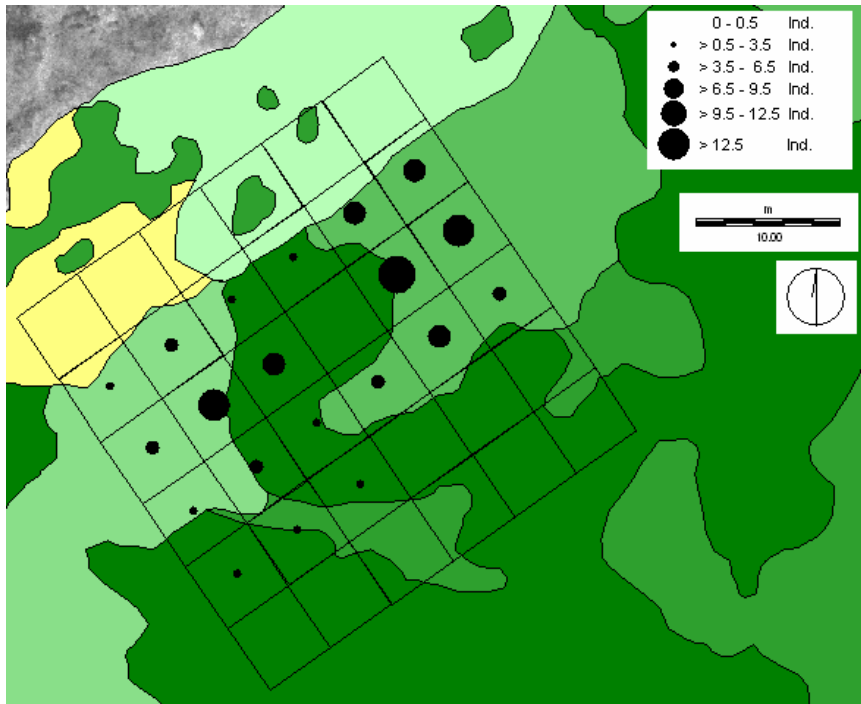 0 - 0.5 Ind.
> 0.5 - 3.5 Ind.
> 3.5 - 6.5 Ind.
> 6.5 - 9.5 Ind.
> 9.5 - 12.5 Ind.
> 12.5 Ind.
m
10.00